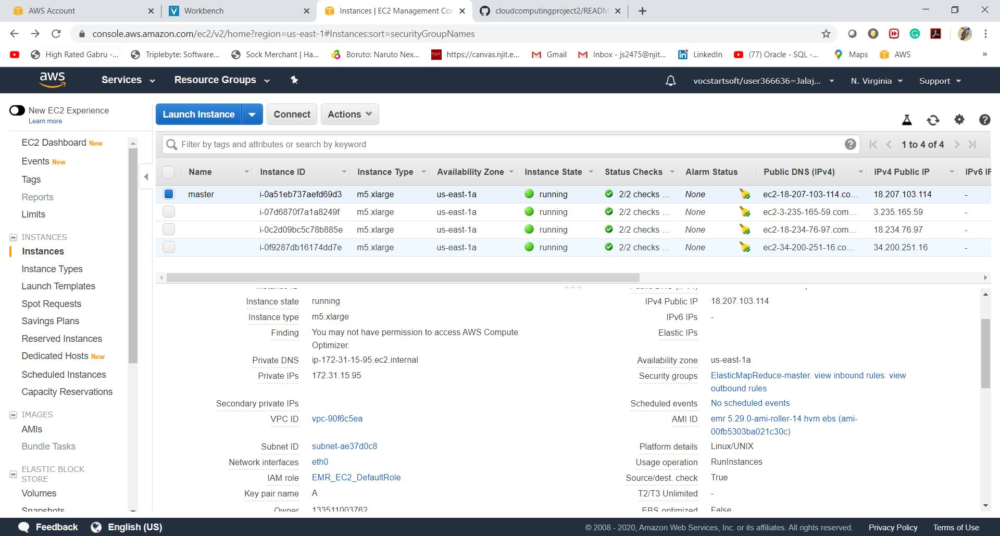 AWS Account
Workbench
Instances | EC2 Management Co
cloudcomputingproject2/READM
console.aws.amazon.com/ec2/v2/home?region=us-east-1#Instances:sort=securityGroupNames
High Rated Gabru -...
Triplebyte: Software...
Sock Merchant | Ha...
Boruto: Naruto Nex...
https://canvas.njit.e...
Gmail
Inbox - js2475@njit...
LinkedIn
(77) Oracle - SQL -...
Maps
AWS
»
aws
Services
Resource Groups
vocstartsoft/user366636=Jalaj...
N. Virginia
Support
New EC2 Experience
Learn more
Launch Instance
Connect
Actions
Filter by tags and attributes or search by keyword
1 to 4 of 4
Name Instance ID Instance Type Availability Zone Instance State Status Checks Alarm Status Public DNS (IPv4) IPv4 Public IP IPv6 IP
master i-0a51eb737aefd69d3 m5.xlarge us-east-1a running 2/2 checks ... None ec2-18-207-103-114.co... 18.207.103.114 -
i-07d6870f7a1a8249f m5.xlarge us-east-1a running 2/2 checks ... None ec2-3-235-165-59.com... 3.235.165.59 -
i-0c2d09bc5c78b885e m5.xlarge us-east-1a running 2/2 checks ... None ec2-18-234-76-97.com... 18.234.76.97 -
i-0f9287db16174dd7e m5.xlarge us-east-1a running 2/2 checks ... None ec2-34-200-251-16.co... 34.200.251.16 -
EC2 Dashboard New
Events New
Tags
Reports
Limits
INSTANCES
Instances
Instance Types
Launch Templates
Spot Requests
Savings Plans
Reserved Instances
Dedicated Hosts New
Scheduled Instances
Capacity Reservations
IMAGES
AMIs
Bundle Tasks
ELASTIC BLOCK
STORE
Volumes
Snapshots
Instance state running
Instance type m5.xlarge
Finding You may not have permission to access AWS Compute
Optimizer.
Private DNS ip-172-31-15-95.ec2.internal
Private IPs 172.31.15.95
Secondary private IPs
VPC ID vpc-90f6c5ea
Subnet ID subnet-ae37d0c8
Network interfaces eth0
IAM role EMR_EC2_DefaultRole
Key pair name A
Owner 133511003762
IPv4 Public IP 18.207.103.114
IPv6 IPs -
Elastic IPs
Availability zone us-east-1a
Security groups ElasticMapReduce-master. view inbound rules. view
outbound rules
Scheduled events No scheduled events
AMI ID emr 5.29.0-ami-roller-14 hvm ebs (ami-
00fb5303ba021c30c)
Platform details Linux/UNIX
Usage operation RunInstances
Source/dest. check True
T2/T3 Unlimited -
EBS optimized False
Feedback
English (US)
© 2008 - 2020, Amazon Web Services, Inc. or its affiliates. All rights reserved.
Privacy Policy
Terms of Use